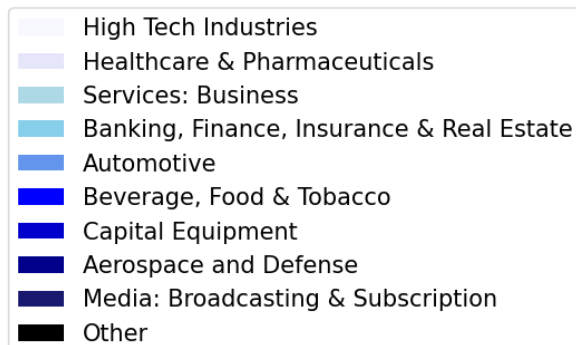 High Tech Industries
Healthcare & Pharmaceuticals
Services: Business
Banking, Finance, Insurance & Real Estate
Automotive
Beverage, Food & Tobacco
Capital Equipment
Aerospace and Defense
Media: Broadcasting & Subscription
Other